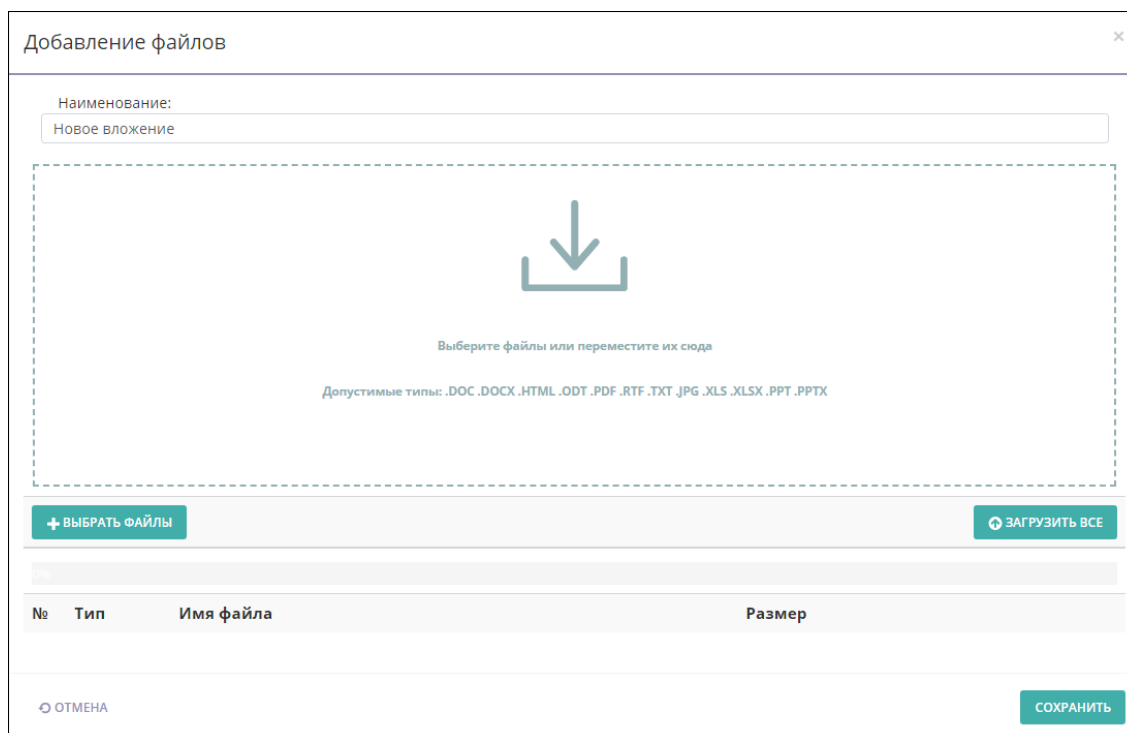 Добавление файлов ×
Наименование:
Новое вложение
Выберите файлы или переместите их сюда
Допустимые типы: .DOC .DOCX .HTML .ODT .PDF .RTF .TXT .JPG .XLS .XLSX .PPT .PPTX
ВЫБРАТЬ ФАЙЛЫ ЗАГРУЗИТЬ ВСЕ
0%
№ Тип Имя файла Размер
ОТМЕНА СОХРАНИТЬ